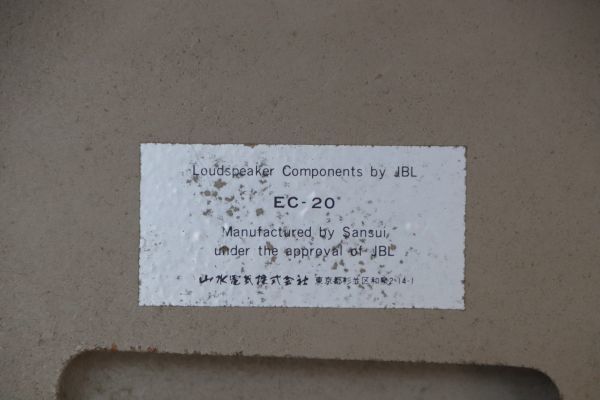 Loudspeaker Components by JBL
EC-20
Manufactured by Sansui
under the approval of JBL
山水電気株式会社 東京都杉並区和泉2-14-1